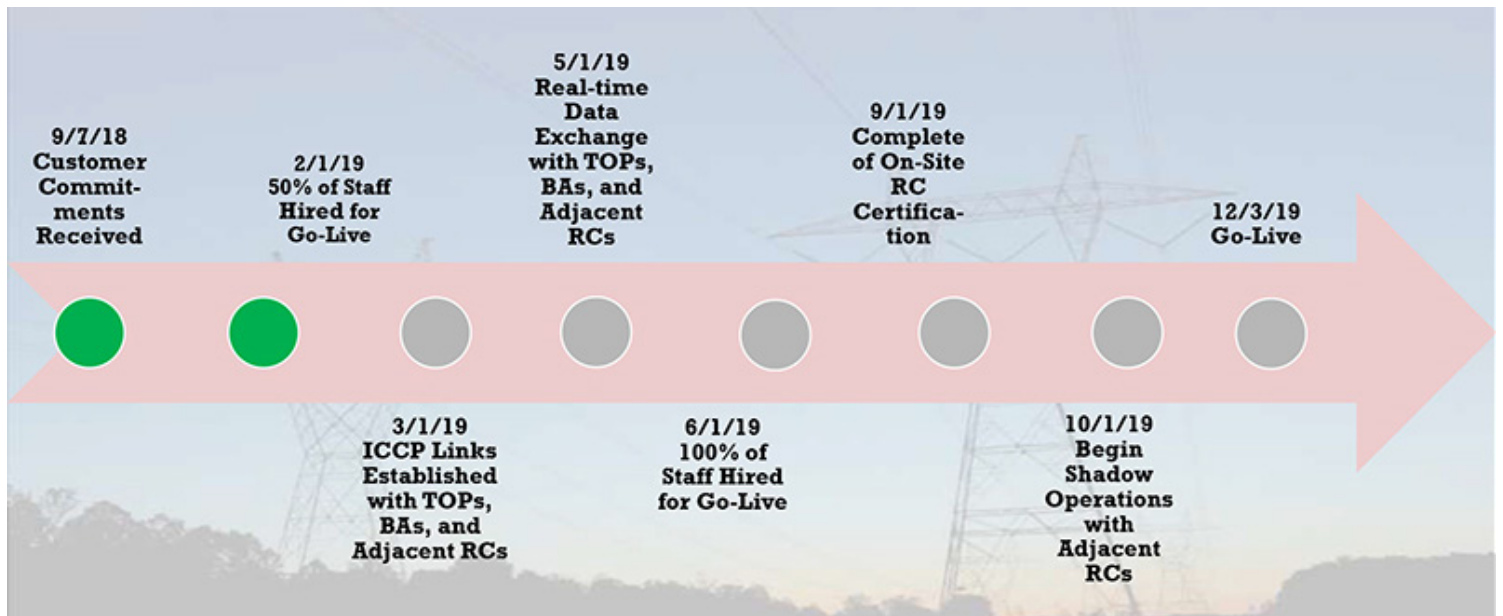 9/7/18
Customer
Commit-
ments
Received
2/1/19
50% of Staff
Hired for
Go-Live
3/1/19
ICCP Links
Established
with TOPs,
BAs, and
Adjacent RCs
5/1/19
Real-time
Data
Exchange
with TOPs,
BAs, and
Adjacent
RCs
6/1/19
100% of
Staff Hired
for Go-Live
9/1/19
Complete
of On-Site
RC
Certifica-
tion
10/1/19
Begin
Shadow
Operations
with
Adjacent
RCs
12/3/19
Go-Live